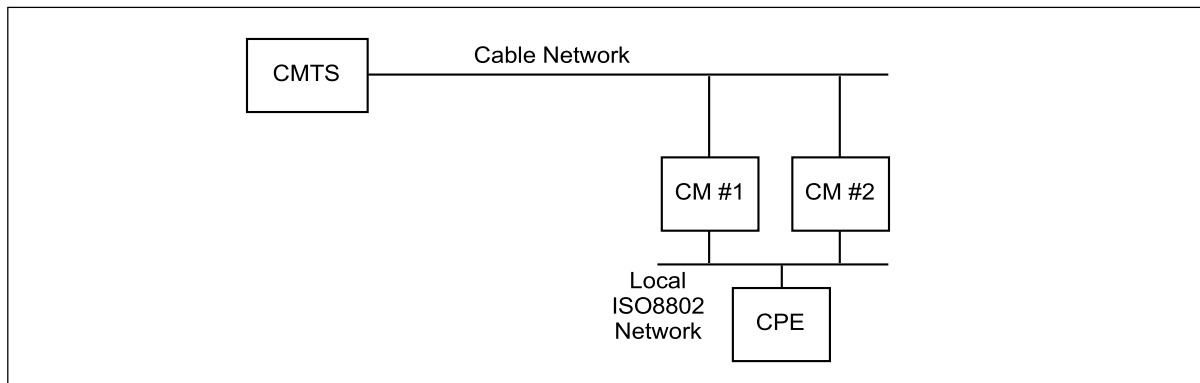 Cable Network
CMTS
CM #1
CM #2
Local
ISO8802
Network
CPE